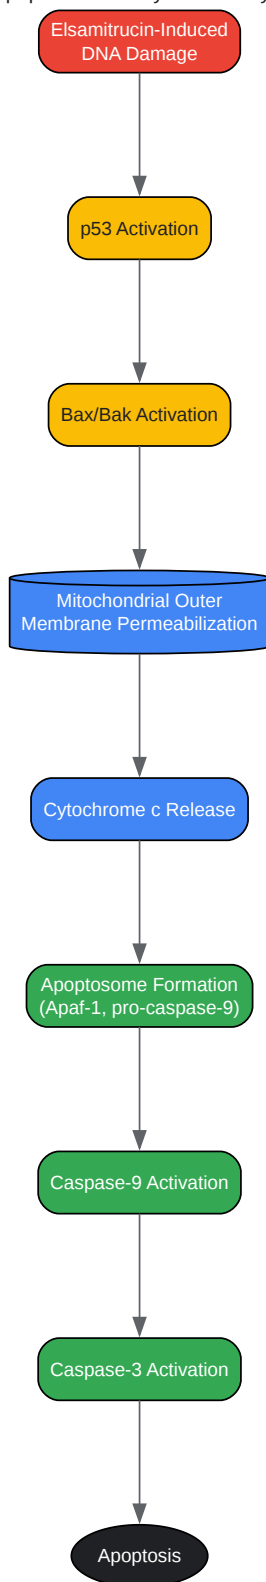 Elsamitrucin-Induced
DNA Damage
p53 Activation
Bax/Bak Activation
Mitochondrial Outer
Membrane Permeabilization
Cytochrome c Release
Apoptosome Formation
(Apaf-1, pro-caspase-9)
Caspase-9 Activation
Caspase-3 Activation
Apoptosis